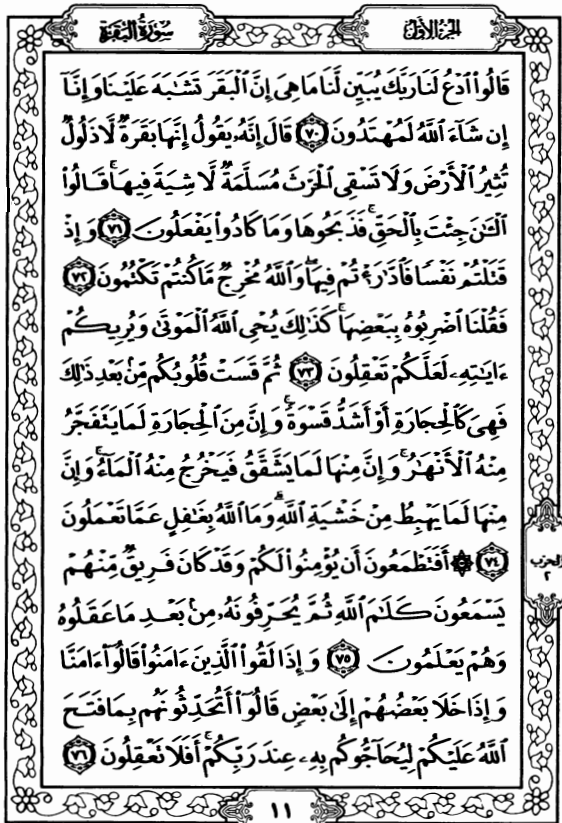 سُورَةُ البَقَرَةِ
الجُزءُ الأَوَّلُ
قَالُوا۟ ٱدْعُ لَنَا رَبَّكَ يُبَيِّن لَّنَا مَا هِىَ إِنَّ ٱلْبَقَرَ تَشَٰبَهَ عَلَيْنَا وَإِنَّآ
إِن شَآءَ ٱللَّهُ لَمُهْتَدُونَ ٧٠ قَالَ إِنَّهُۥ يَقُولُ إِنَّهَا بَقَرَةٌ لَّا ذَلُولٌ
تُثِيرُ ٱلْأَرْضَ وَلَا تَسْقِى ٱلْحَرْثَ مُسَلَّمَةٌ لَّا شِيَةَ فِيهَا ۚ قَالُوا۟
ٱلْـَٰٔنَ جِئْتَ بِٱلْحَقِّ ۚ فَذَبَحُوهَا وَمَا كَادُوا۟ يَفْعَلُونَ ٧١ وَإِذْ
قَتَلْتُمْ نَفْسًا فَٱدَّٰرَْٰٔتُمْ فِيهَا ۖ وَٱللَّهُ مُخْرِجٌ مَّا كُنتُمْ تَكْتُمُونَ ٧٢
فَقُلْنَا ٱضْرِبُوهُ بِبَعْضِهَا ۚ كَذَٰلِكَ يُحْىِ ٱللَّهُ ٱلْمَوْتَىٰ وَيُرِيكُمْ
ءَايَٰتِهِۦ لَعَلَّكُمْ تَعْقِلُونَ ٧٣ ثُمَّ قَسَتْ قُلُوبُكُم مِّنۢ بَعْدِ ذَٰلِكَ
فَهِىَ كَٱلْحِجَارَةِ أَوْ أَشَدُّ قَسْوَةً ۚ وَإِنَّ مِنَ ٱلْحِجَارَةِ لَمَا يَتَفَجَّرُ
مِنْهُ ٱلْأَنْهَٰرُ ۚ وَإِنَّ مِنْهَا لَمَا يَشَّقَّقُ فَيَخْرُجُ مِنْهُ ٱلْمَآءُ ۚ وَإِنَّ
مِنْهَا لَمَا يَهْبِطُ مِنْ خَشْيَةِ ٱللَّهِ ۗ وَمَا ٱللَّهُ بِغَٰفِلٍ عَمَّا تَعْمَلُونَ
٧٤ ۞ أَفَتَطْمَعُونَ أَن يُؤْمِنُوا۟ لَكُمْ وَقَدْ كَانَ فَرِيقٌ مِّنْهُمْ
يَسْمَعُونَ كَلَٰمَ ٱللَّهِ ثُمَّ يُحَرِّفُونَهُۥ مِنۢ بَعْدِ مَا عَقَلُوهُ
وَهُمْ يَعْلَمُونَ ٧٥ وَإِذَا لَقُوا۟ ٱلَّذِينَ ءَامَنُوا۟ قَالُوٓا۟ ءَامَنَّا
وَإِذَا خَلَا بَعْضُهُمْ إِلَىٰ بَعْضٍ قَالُوٓا۟ أَتُحَدِّثُونَهُم بِمَا فَتَحَ
ٱللَّهُ عَلَيْكُمْ لِيُحَآجُّوكُم بِهِۦ عِندَ رَبِّكُمْ ۚ أَفَلَا تَعْقِلُونَ ٧٦
الحزب
٢
١١